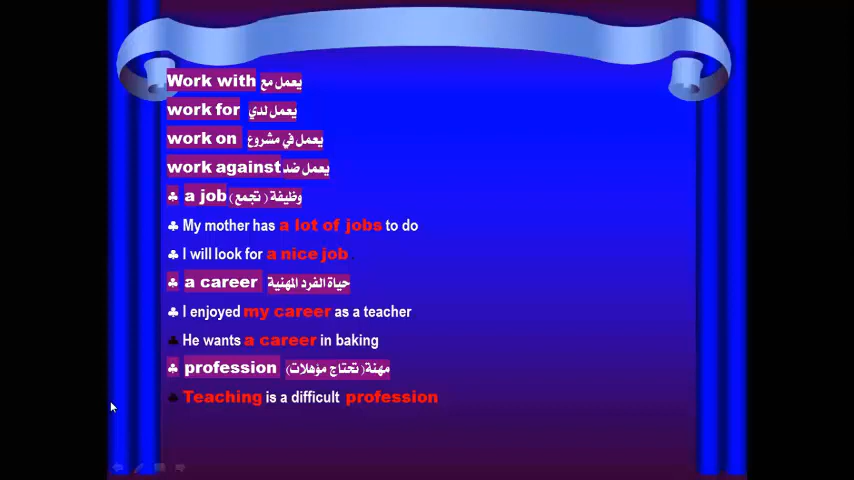 Work with يعمل مع
work for يعمل لدي
work on يعمل في مشروع
work against يعمل ضد
♣ a job وظيفة ( تجمع)
♣ My mother has a lot of jobs to do
♣ I will look for a nice job .
♣ a career حياة الفرد المهنية
♣ I enjoyed my career as a teacher
♣ He wants a career in baking
♣ profession مهنة( تحتاج مؤهلات)
♣ Teaching is a difficult profession